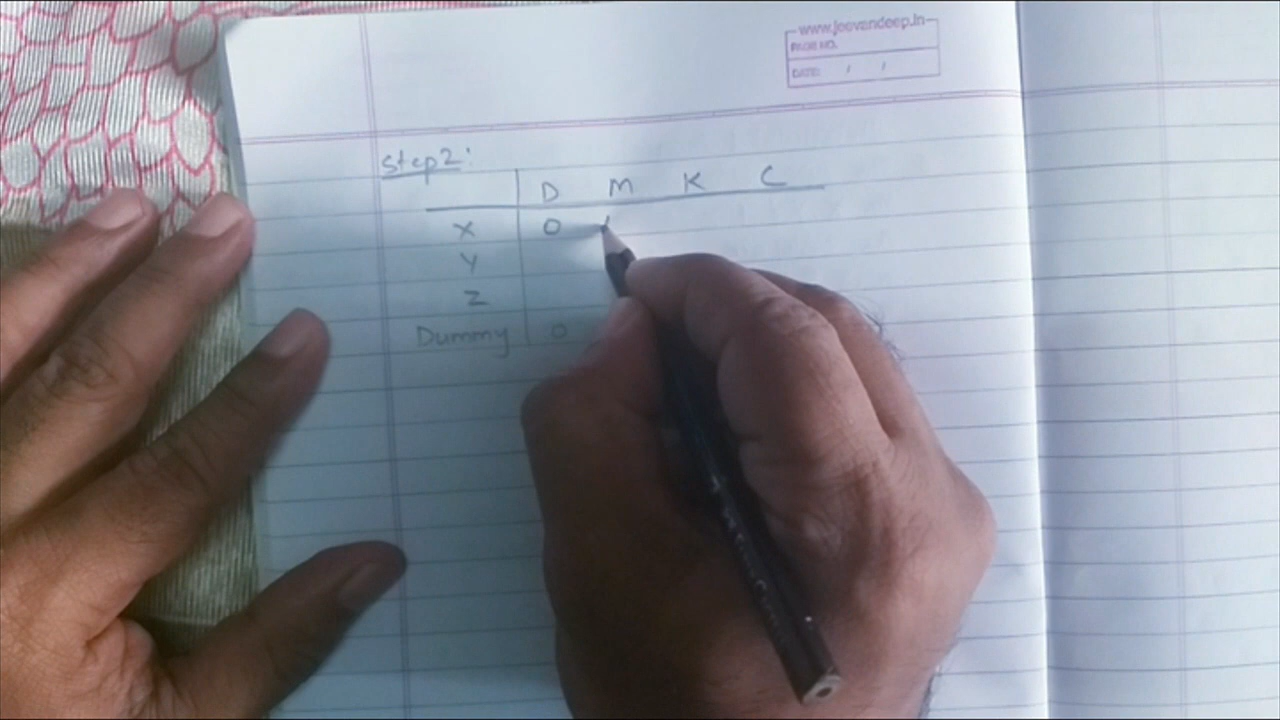 www.jeevandeep.in
PAGE NO.
DATE: / /
Step2:
D M K C
X 0
Y
Z
Dummy 0